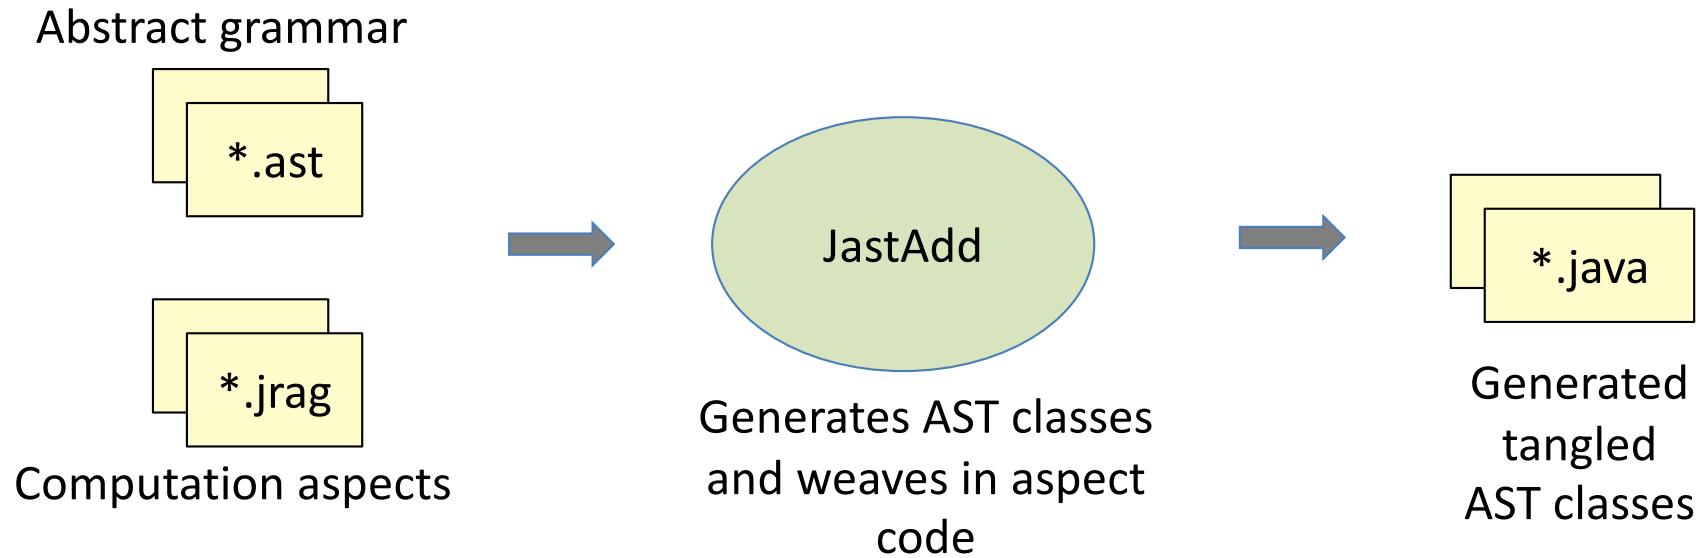 Abstract grammar
*.ast
*.jrag
Computation aspects
JastAdd
Generates AST classes
and weaves in aspect
code
*.java
Generated
tangled
AST classes